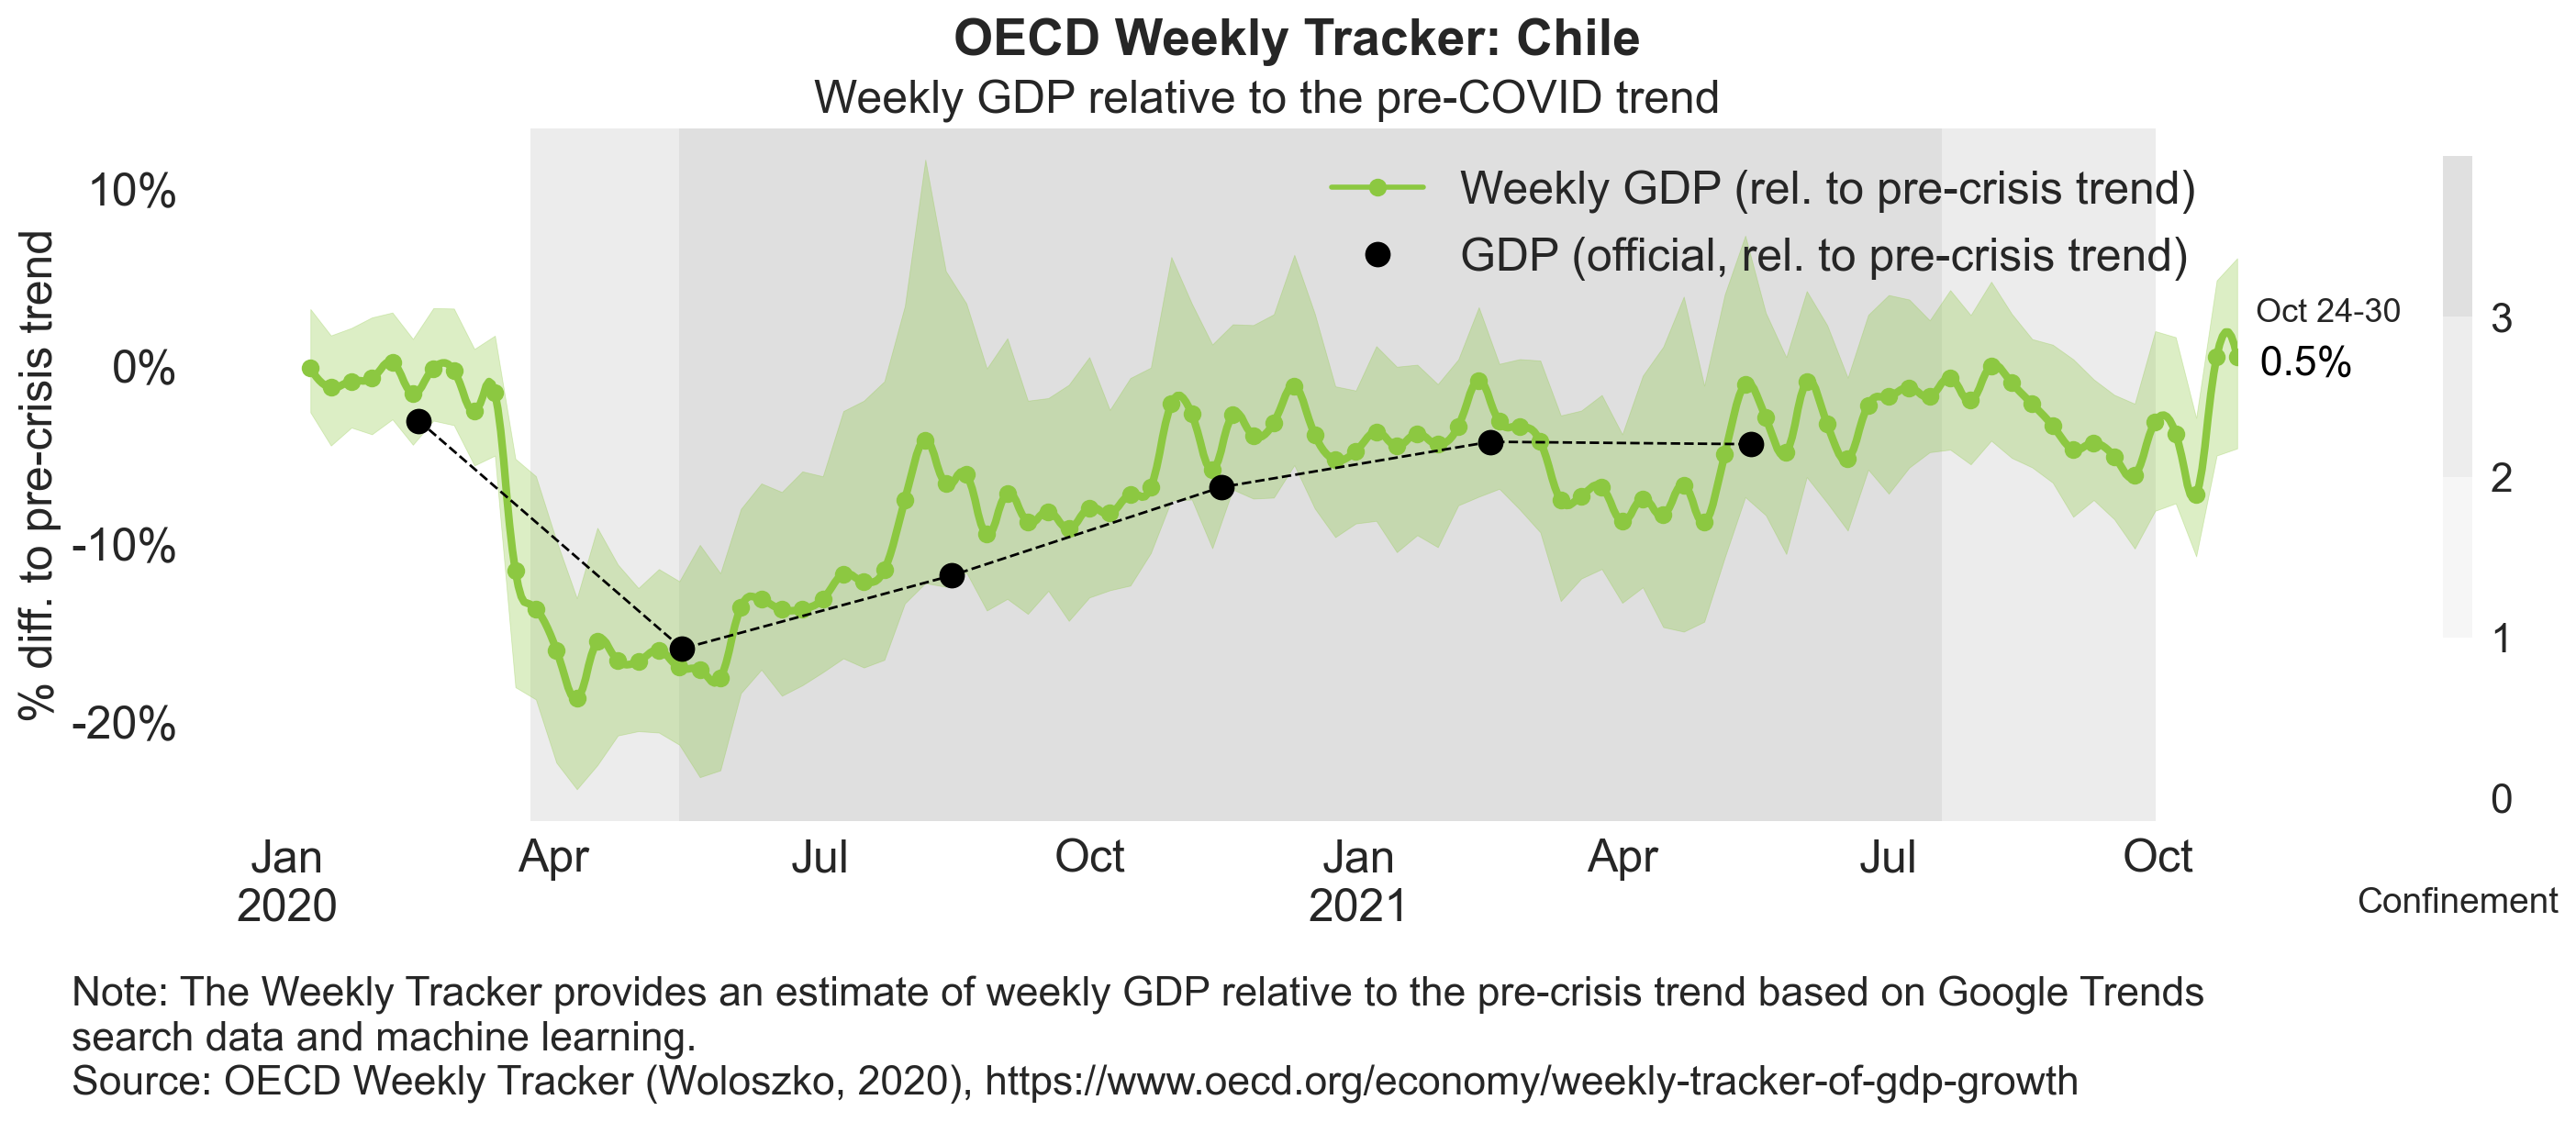 OECD Weekly Tracker: Chile
Weekly GDP relative to the pre-COVID trend
% diff. to pre-crisis trend
10%
0%
-10%
-20%
Weekly GDP (rel. to pre-crisis trend)
GDP (official, rel. to pre-crisis trend)
Oct 24-30
0.5%
3
2
1
0
Confinement
Jan Apr Jul Oct Jan Apr Jul Oct
2020 2021
Note: The Weekly Tracker provides an estimate of weekly GDP relative to the pre-crisis trend based on Google Trends
search data and machine learning.
Source: OECD Weekly Tracker (Woloszko, 2020), https://www.oecd.org/economy/weekly-tracker-of-gdp-growth